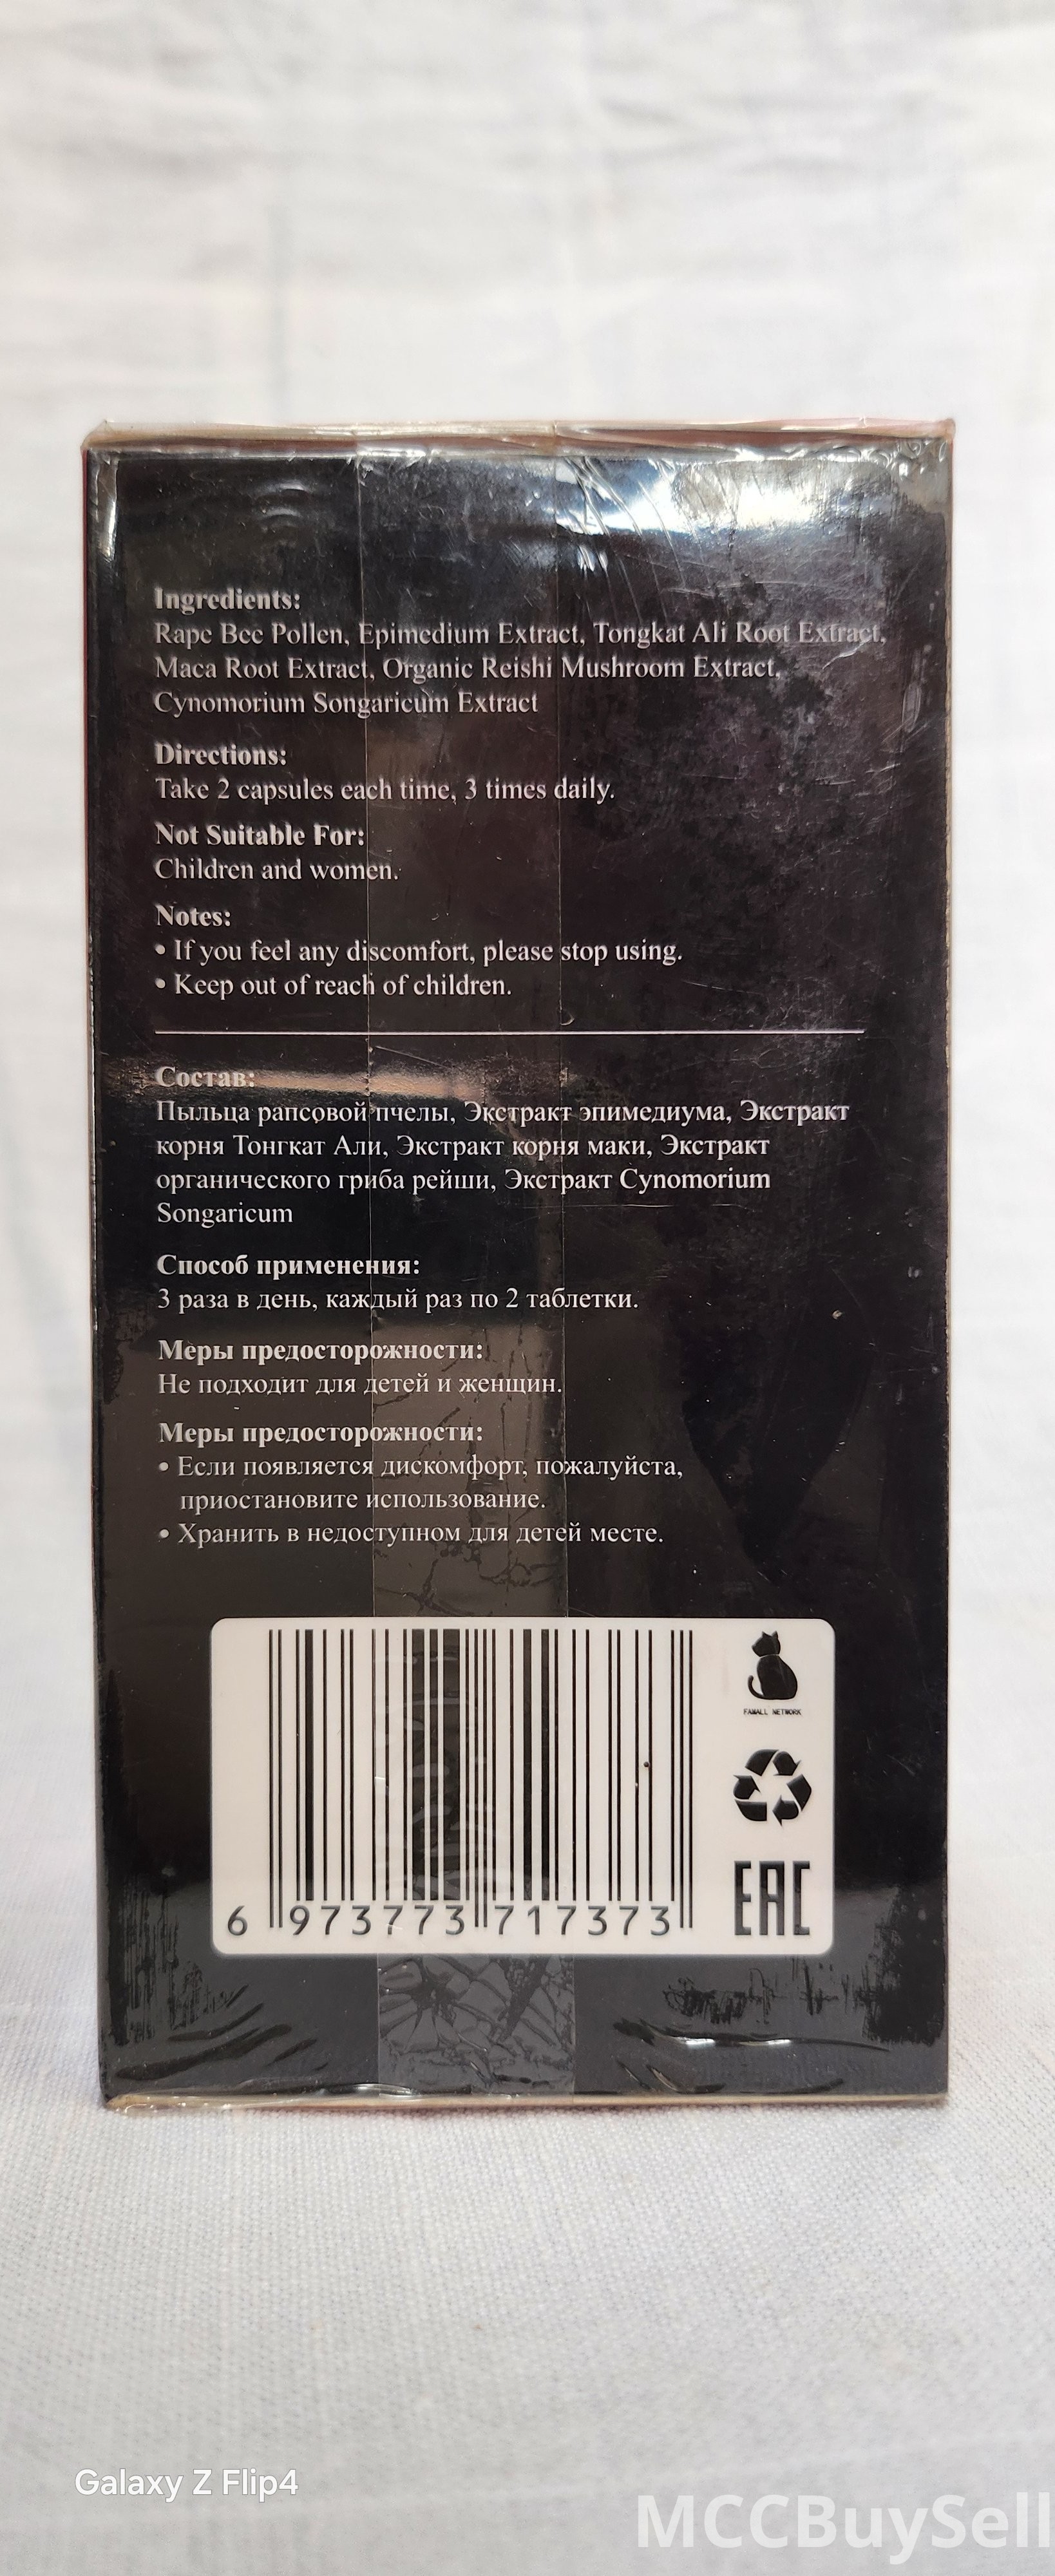 Ingredients:
Rape Bee Pollen, Epimedium Extract, Tongkat Ali Root Extract,
Maca Root Extract, Organic Reishi Mushroom Extract,
Cynomorium Songaricum Extract
Directions:
Take 2 capsules each time, 3 times daily.
Not Suitable For:
Children and women.
Notes:
• If you feel any discomfort, please stop using.
• Keep out of reach of children.
Состав:
Пыльца рапсовой пчелы, Экстракт эпимедиума, Экстракт
корня Тонгкат Али, Экстракт корня маки, Экстракт
органического гриба рейши, Экстракт Cynomorium
Songaricum
Способ применения:
3 раза в день, каждый раз по 2 таблетки.
Меры предосторожности:
Не подходит для детей и женщин.
Меры предосторожности:
• Если появляется дискомфорт, пожалуйста,
приостановите использование.
• Хранить в недоступном для детей месте.
FAMALL NETWORK
EAC
6 973773 717373
Galaxy Z Flip4
MCCBuySell